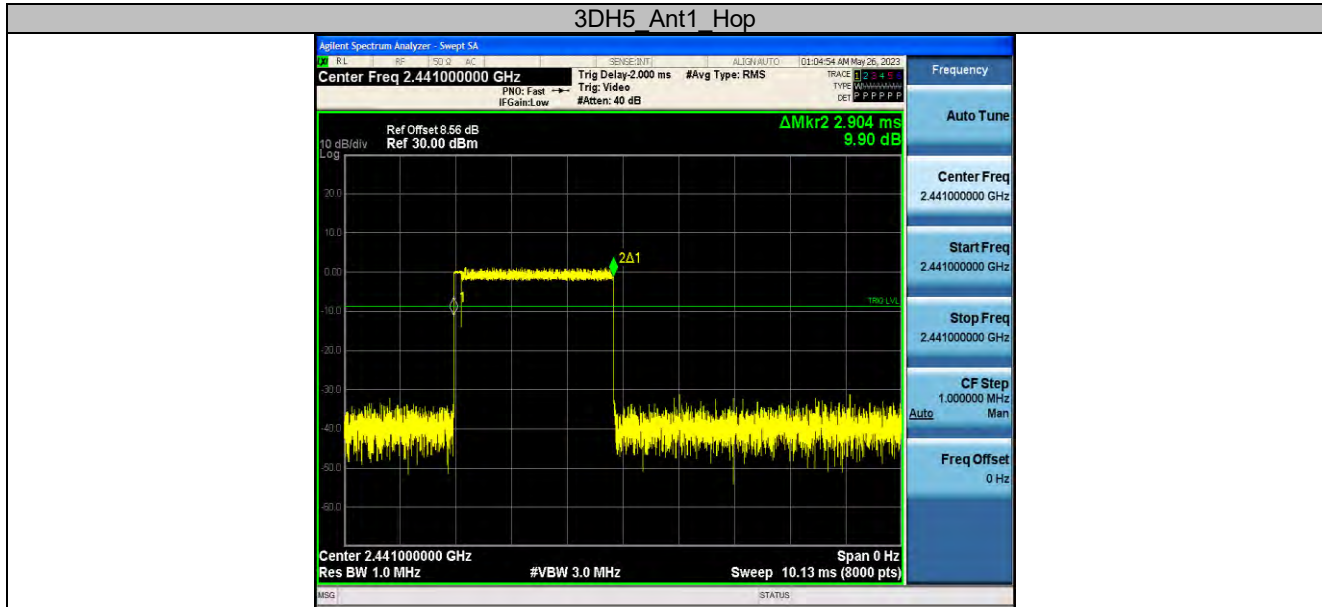 3DH5_Ant1_Hop
Agilent Spectrum Analyzer - Swept SA
RL RF 50 Ω AC SENSE:INT ALIGN AUTO 01:04:54 AM May 26, 2023
Center Freq 2.441000000 GHz
PNO: Fast
IFGain:Low
Trig Delay-2.000 ms
Trig: Video
#Atten: 40 dB
#Avg Type: RMS
TRACE 1 2 3 4 5 6
TYPE
DET P P P P P P
ΔMkr2 2.904 ms
9.90 dB
Ref Offset 8.56 dB
10 dB/div Ref 30.00 dBm
Log
20.0
10.0
0.00
-10.0
-20.0
-30.0
-40.0
-50.0
-60.0
2Δ1
TRIG LVL
Center 2.441000000 GHz Span 0 Hz
Res BW 1.0 MHz #VBW 3.0 MHz Sweep 10.13 ms (8000 pts)
MSG STATUS
Frequency
Auto Tune
Center Freq
2.441000000 GHz
Start Freq
2.441000000 GHz
Stop Freq
2.441000000 GHz
CF Step
1.000000 MHz
Auto Man
Freq Offset
0 Hz